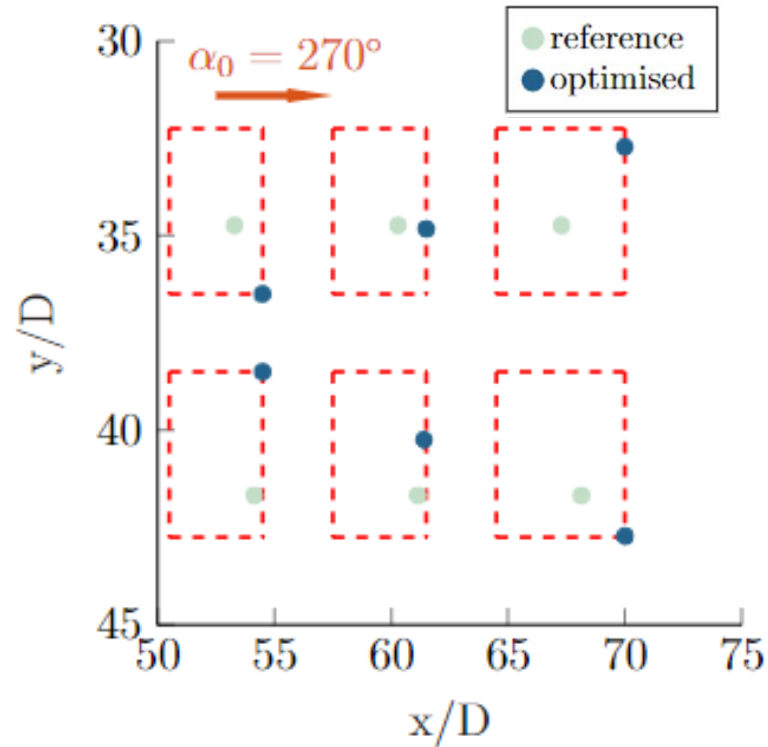 α₀ = 270°
reference
optimised
30
35
40
45
y/D
50 55 60 65 70 75
x/D